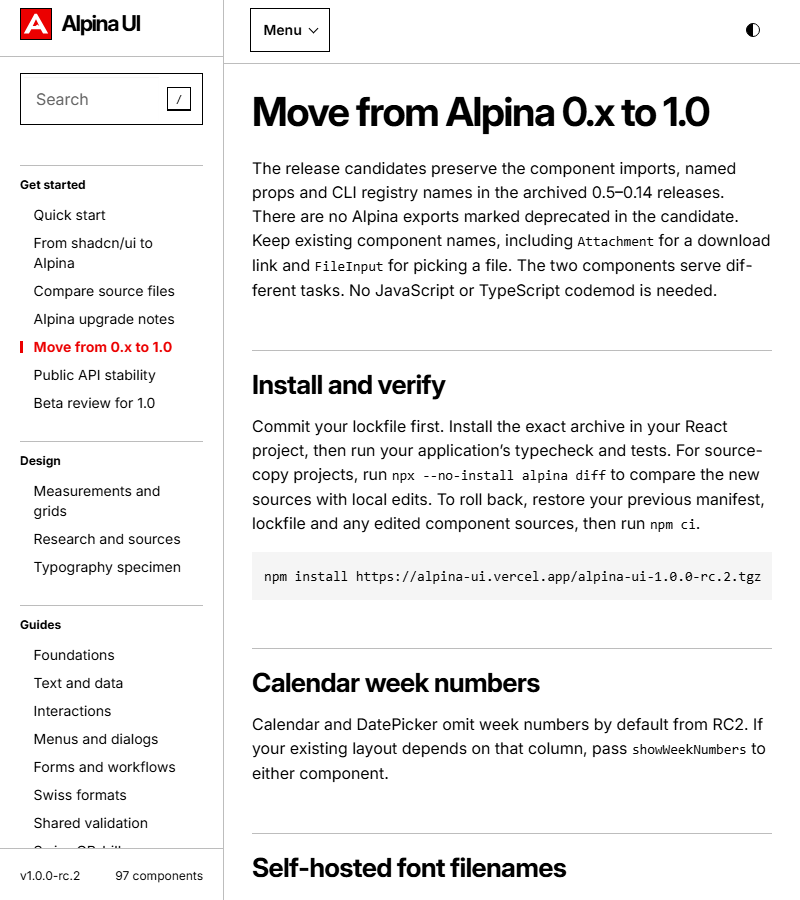 Alpina UI
Menu
Search
/
Get started
Quick start
From shadcn/ui to
Alpina
Compare source files
Alpina upgrade notes
Move from 0.x to 1.0
Public API stability
Beta review for 1.0
Design
Measurements and
grids
Research and sources
Typography specimen
Guides
Foundations
Text and data
Interactions
Menus and dialogs
Forms and workflows
Swiss formats
Shared validation
v1.0.0-rc.2
97 components
Move from Alpina 0.x to 1.0
The release candidates preserve the component imports, named
props and CLI registry names in the archived 0.5–0.14 releases.
There are no Alpina exports marked deprecated in the candidate.
Keep existing component names, including Attachment for a download
link and FileInput for picking a file. The two components serve dif-
ferent tasks. No JavaScript or TypeScript codemod is needed.
Install and verify
Commit your lockfile first. Install the exact archive in your React
project, then run your application’s typecheck and tests. For source-
copy projects, run npx --no-install alpina diff to compare the new
sources with local edits. To roll back, restore your previous manifest,
lockfile and any edited component sources, then run npm ci.
npm install https://alpina-ui.vercel.app/alpina-ui-1.0.0-rc.2.tgz
Calendar week numbers
Calendar and DatePicker omit week numbers by default from RC2. If
your existing layout depends on that column, pass showWeekNumbers to
either component.
Self-hosted font filenames